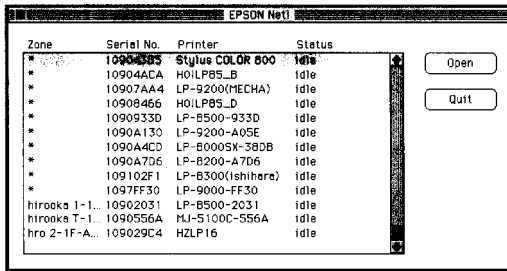 EPSON Net!
Zone Serial No. Printer Status
* 10904385 Stylus COLOR 800 idle
* 10904ACA HOILP85_B idle
* 10907AA4 LP-9200(MECHA) idle
* 10908466 HOILP85_D idle
* 1090933D LP-8500-933D idle
* 1090A130 LP-9200-A05E idle
* 1090A4CD LP-8000SX-38DB idle
* 1090A7D6 LP-8200-A7D6 idle
* 109102F1 LP-8300(ishihara) idle
* 1097FF30 LP-9000-FF30 idle
hirooka 1-1... 10902031 LP-8500-2031 idle
hirooka T-1... 1090556A MJ-5100C-556A idle
hro 2-1F-A... 109029C4 HZLP16 idle
Open
Quit